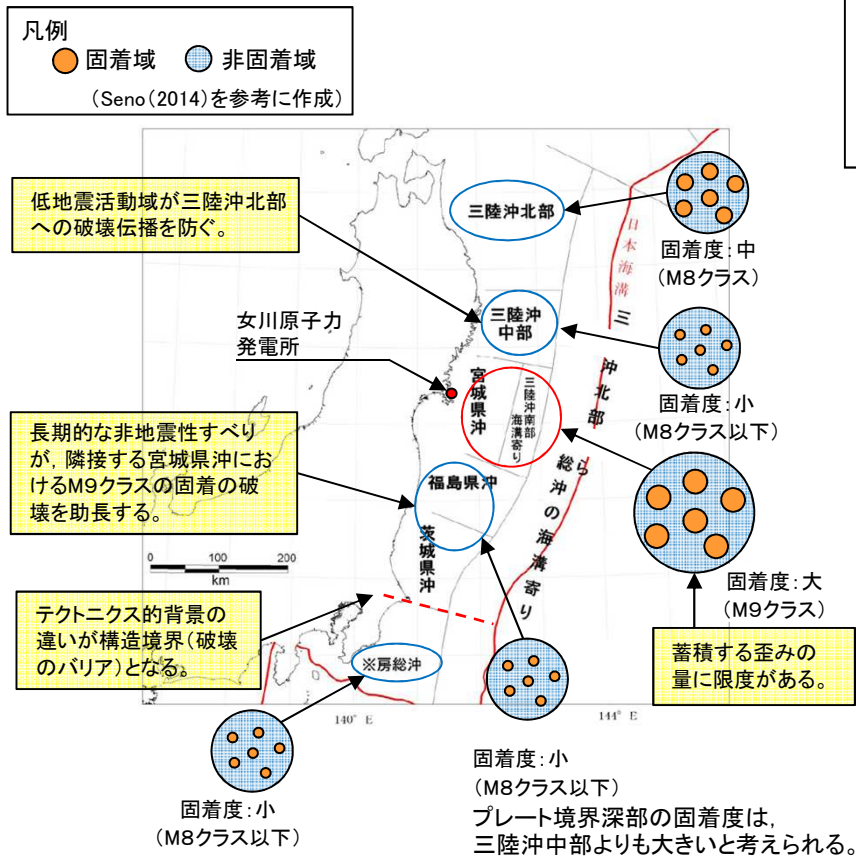 凡例
固着域 非固着域
（Seno（2014）を参考に作成）
低地震活動域が三陸沖北部
への破壊伝播を防ぐ。
三陸沖北部
日本海溝
固着度：中
（M8クラス）
女川原子力
発電所
三陸沖
中部
三
沖北部
固着度：小
（M8クラス以下）
宮城県沖
三陸沖南部
海溝寄り
長期的な非地震性すべり
が，隣接する宮城県沖にお
けるM9クラスの固着の破
壊を助長する。
福島県沖
ら
総沖の海溝寄り
茨城県沖
0 100 200
km
固着度：大
（M9クラス）
テクトニクス的背景の
違いが構造境界（破壊
のバリア）となる。
蓄積する歪みの
量に限度がある。
※房総沖
140° E
144° E
固着度：小
（M8クラス以下）
固着度：小
（M8クラス以下）
プレート境界深部の固着度は，
三陸沖中部よりも大きいと考えられる。